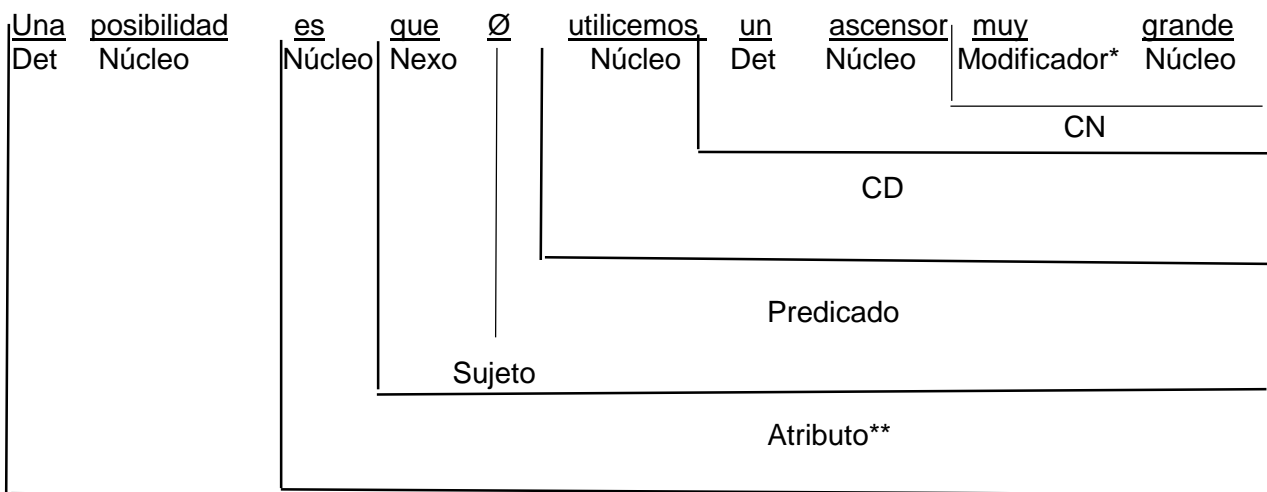 Una posibilidad es que Ø utilicemos un ascensor muy grande
Det Núcleo Núcleo Nexo Núcleo Det Núcleo Modificador* Núcleo
CN
CD
Predicado
Sujeto
Atributo**